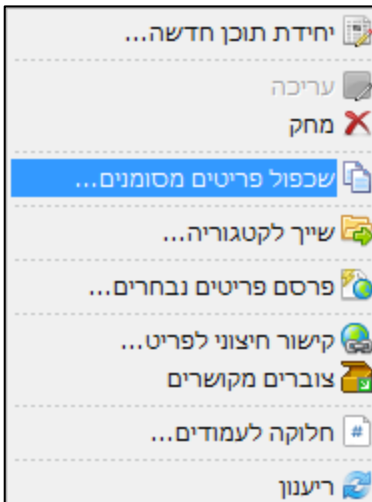 יחידת תוכן חדשה...
עריכה
מחק
שכפול פריטים מסומנים...
שייך לקטגוריה...
פרסם פריטים נבחרים...
קישור חיצוני לפריט...
צוברים מקושרים
חלוקה לעמודים...
ריענון